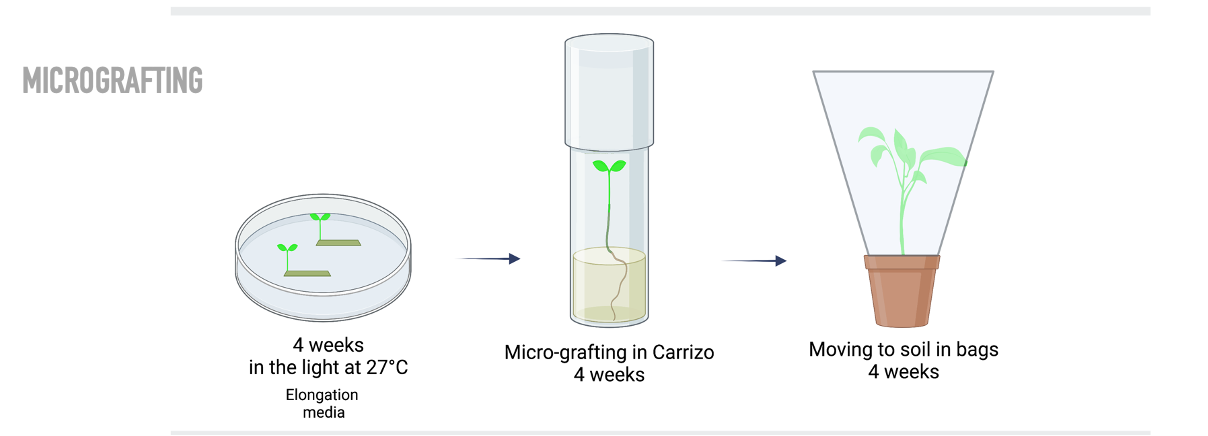 MICROGRAFTING
4 weeks
in the light at 27°C
Elongation
media
Micro-grafting in Carrizo
4 weeks
Moving to soil in bags
4 weeks